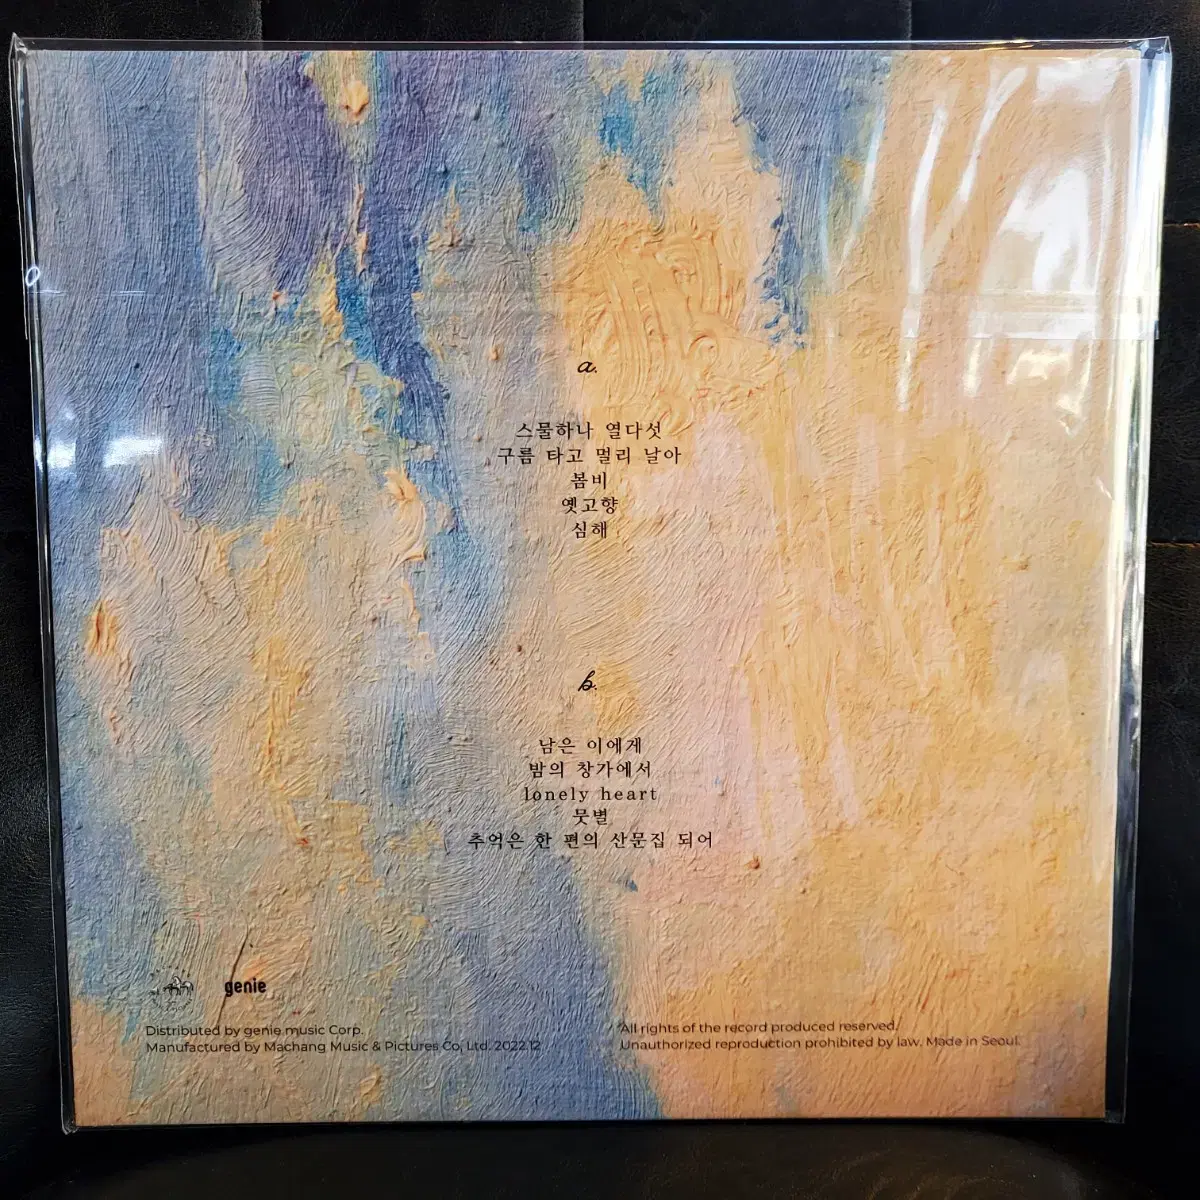 a.
스물하나 열다섯
구름 타고 멀리 날아
봄비
옛고향
심해
b.
남은 이에게
밤의 창가에서
lonely heart
뭇별
추억은 한 편의 산문집 되어
genie
Distributed by genie music Corp.
Manufactured by Machang Music & Pictures Co, Ltd. 2022.12
All rights of the record produced reserved.
Unauthorized reproduction prohibited by law. Made in Seoul.